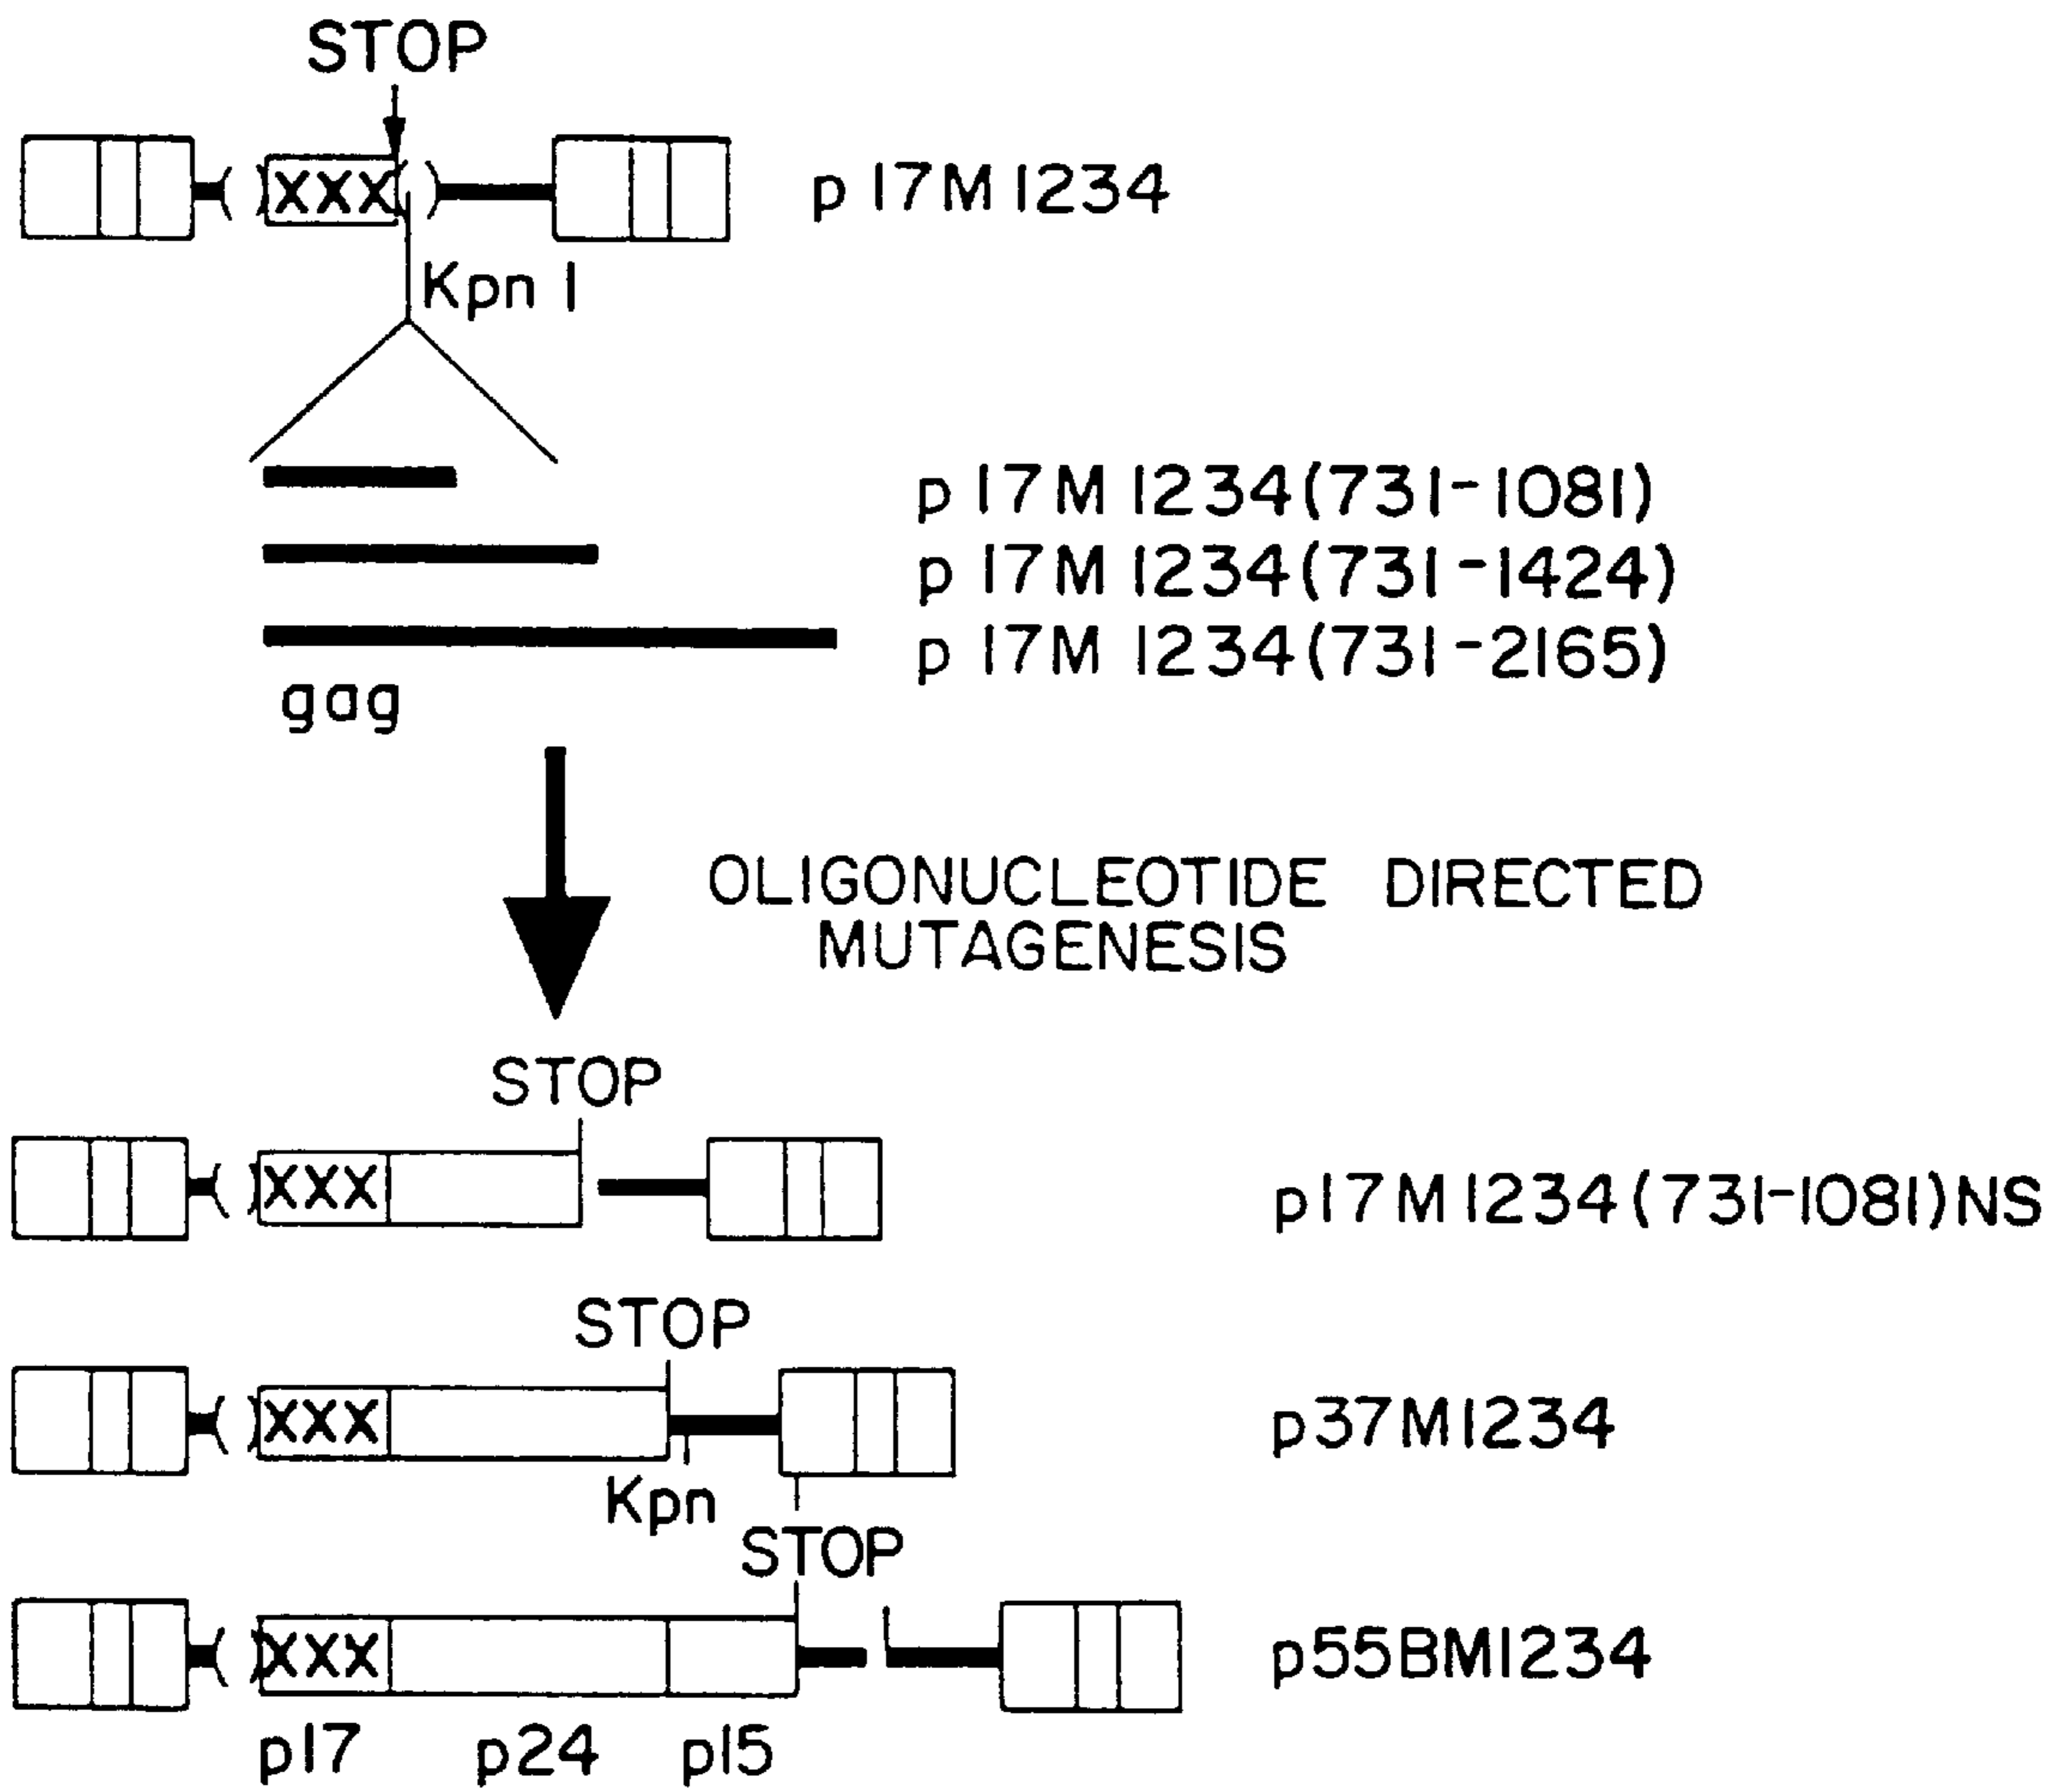 STOP
XXX
p17M1234
Kpn I
p17M1234(731-1081)
p17M1234(731-1424)
p17M1234(731-2165)
gag
OLIGONUCLEOTIDE DIRECTED
MUTAGENESIS
STOP
XXX
p17M1234(731-1081)NS
STOP
XXX
p37M1234
Kpn
STOP
XXX
p55BM1234
p17 p24 p15